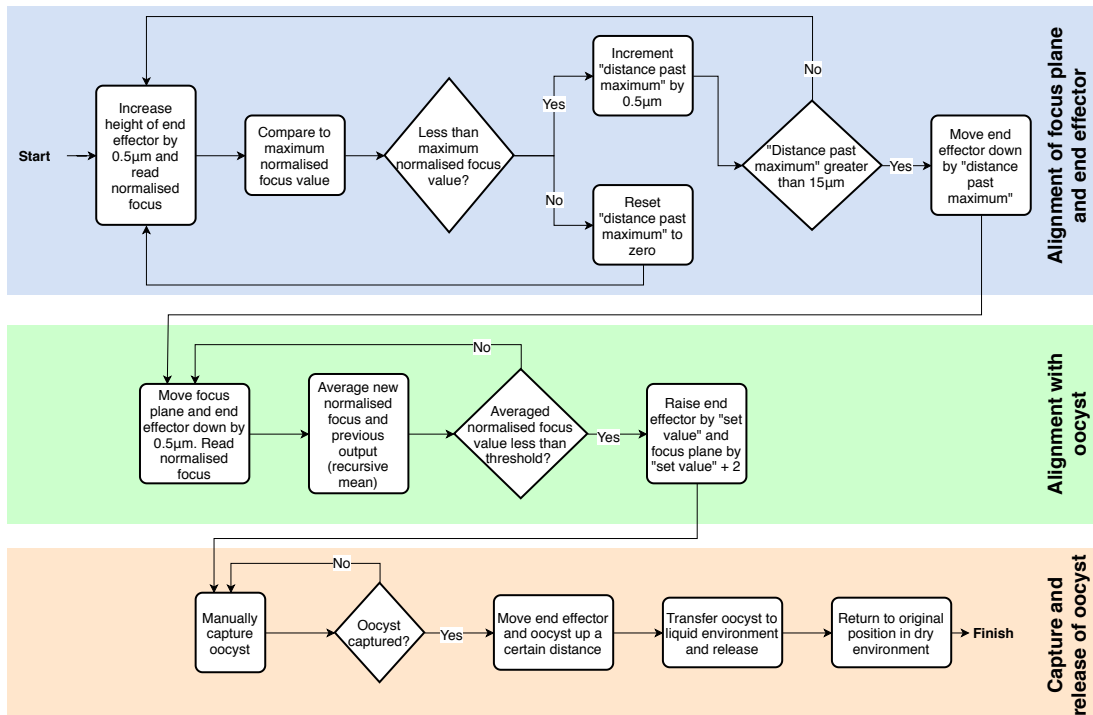 Start
Increase
height of end
effector by
0.5µm and
read
normalised
focus
Compare to
maximum
normalised
focus value
Less than
maximum
normalised focus
value?
Yes
No
Increment
"distance past
maximum" by
0.5µm
Reset
"distance past
maximum" to
zero
No
"Distance past
maximum" greater
than 15µm
Yes
Move end
effector down
by "distance
past
maximum"
Alignment of focus plane
and end effector
Move focus
plane and end
effector down by
0.5µm. Read
normalised
focus
Average new
normalised
focus and
previous
output
(recursive
mean)
No
Averaged
normalised focus
value less than
threshold?
Yes
Raise end
effector by "set
value" and
focus plane by
"set value" + 2
Alignment with
oocyst
Manually
capture
oocyst
No
Oocyst
captured?
Yes
Move end effector
and oocyst up a
certain distance
Transfer oocyst to
liquid environment
and release
Return to original
position in dry
environment
Finish
Capture and
release of oocyst